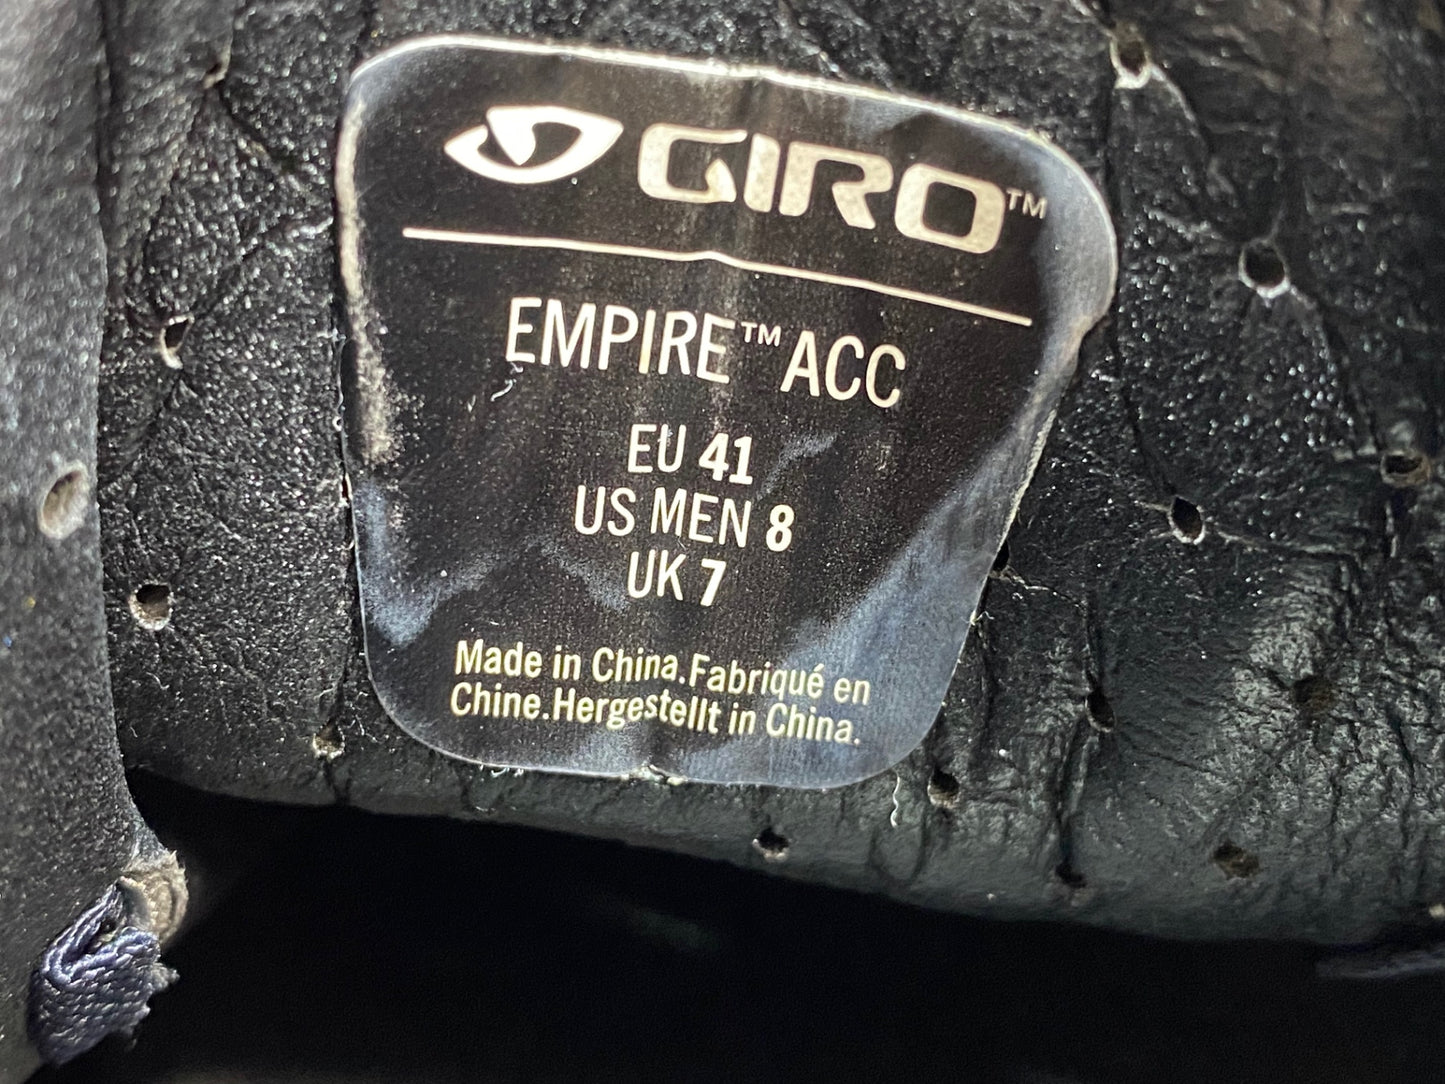 GIRO™
EMPIRE™ ACC
EU 41
US MEN 8
UK 7
Made in China.Fabriqué en
Chine.Hergestellt in China.